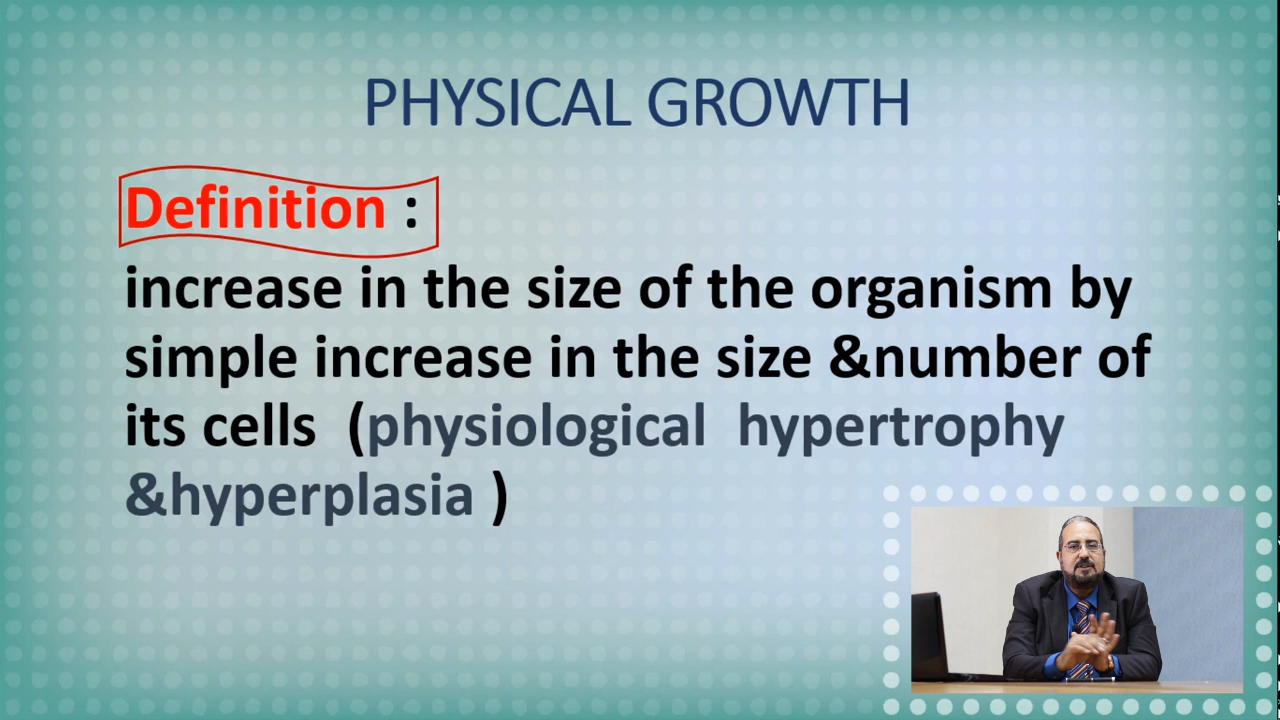 PHYSICAL GROWTH
Definition :
increase in the size of the organism by
simple increase in the size &number of
its cells (physiological hypertrophy
&hyperplasia )